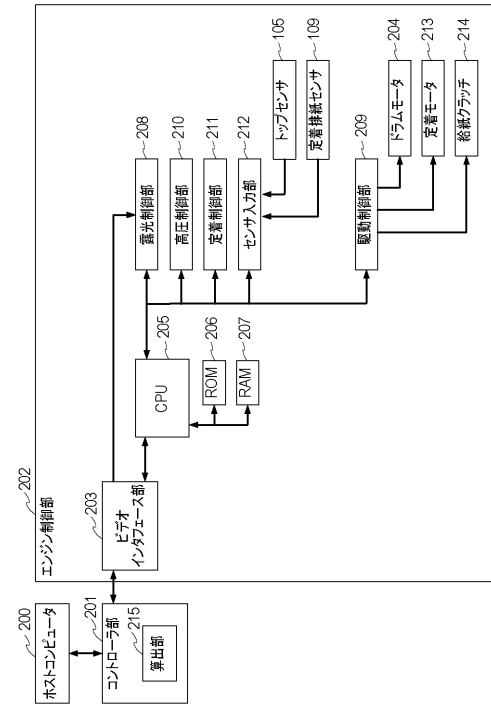 ホストコンピュータ
200
コントローラ部
201
算出部
215
エンジン制御部
202
ビデオ
インタフェース部
203
CPU
205
ROM
206
RAM
207
露光制御部
208
高圧制御部
210
定着制御部
211
センサ入力部
212
トップセンサ
105
定着排紙センサ
109
駆動制御部
209
ドラムモータ
204
定着モータ
213
給紙クラッチ
214